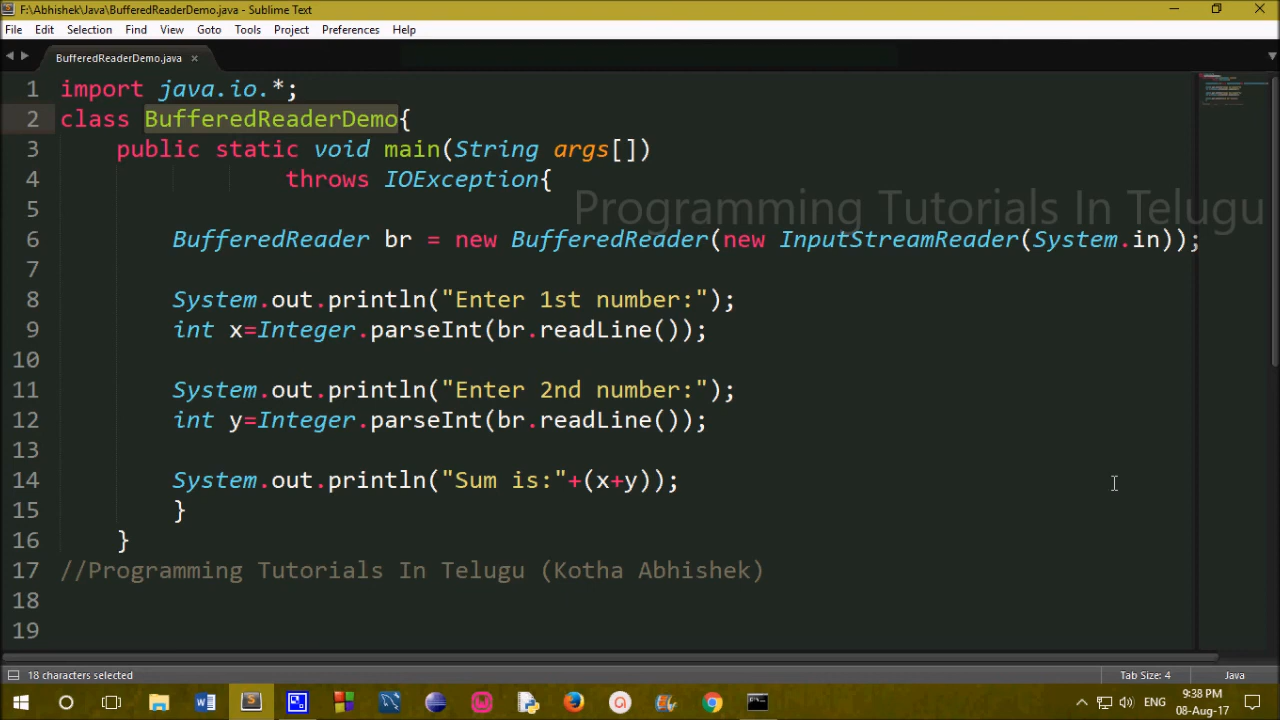 F:\Abhishek\Java\BufferedReaderDemo.java - Sublime Text
File Edit Selection Find View Goto Tools Project Preferences Help
BufferedReaderDemo.java ×
1 import java.io.*;
2 class BufferedReaderDemo{
3 public static void main(String args[])
4 throws IOException{
Programming Tutorials In Telugu
5
6 BufferedReader br = new BufferedReader(new InputStreamReader(System.in));
7
8 System.out.println("Enter 1st number:");
9 int x=Integer.parseInt(br.readLine());
10
11 System.out.println("Enter 2nd number:");
12 int y=Integer.parseInt(br.readLine());
13
14 System.out.println("Sum is:"+(x+y));
15 }
16 }
17 //Programming Tutorials In Telugu (Kotha Abhishek)
18
19
18 characters selected Tab Size: 4 Java
ENG 9:38 PM
08-Aug-17